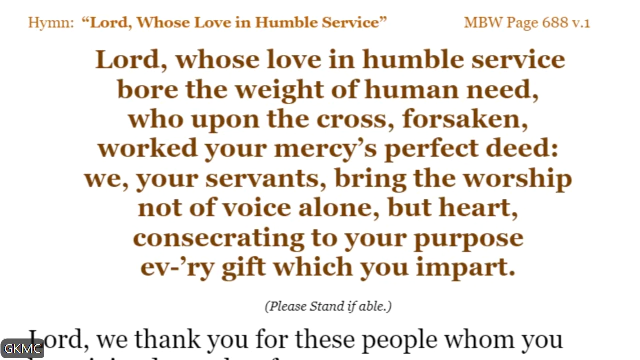 Hymn: “Lord, Whose Love in Humble Service” MBW Page 688 v.1
Lord, whose love in humble service
bore the weight of human need,
who upon the cross, forsaken,
worked your mercy’s perfect deed:
we, your servants, bring the worship
not of voice alone, but heart,
consecrating to your purpose
ev-’ry gift which you impart.
(Please Stand if able.)
Lord, we thank you for these people whom you
GKMC